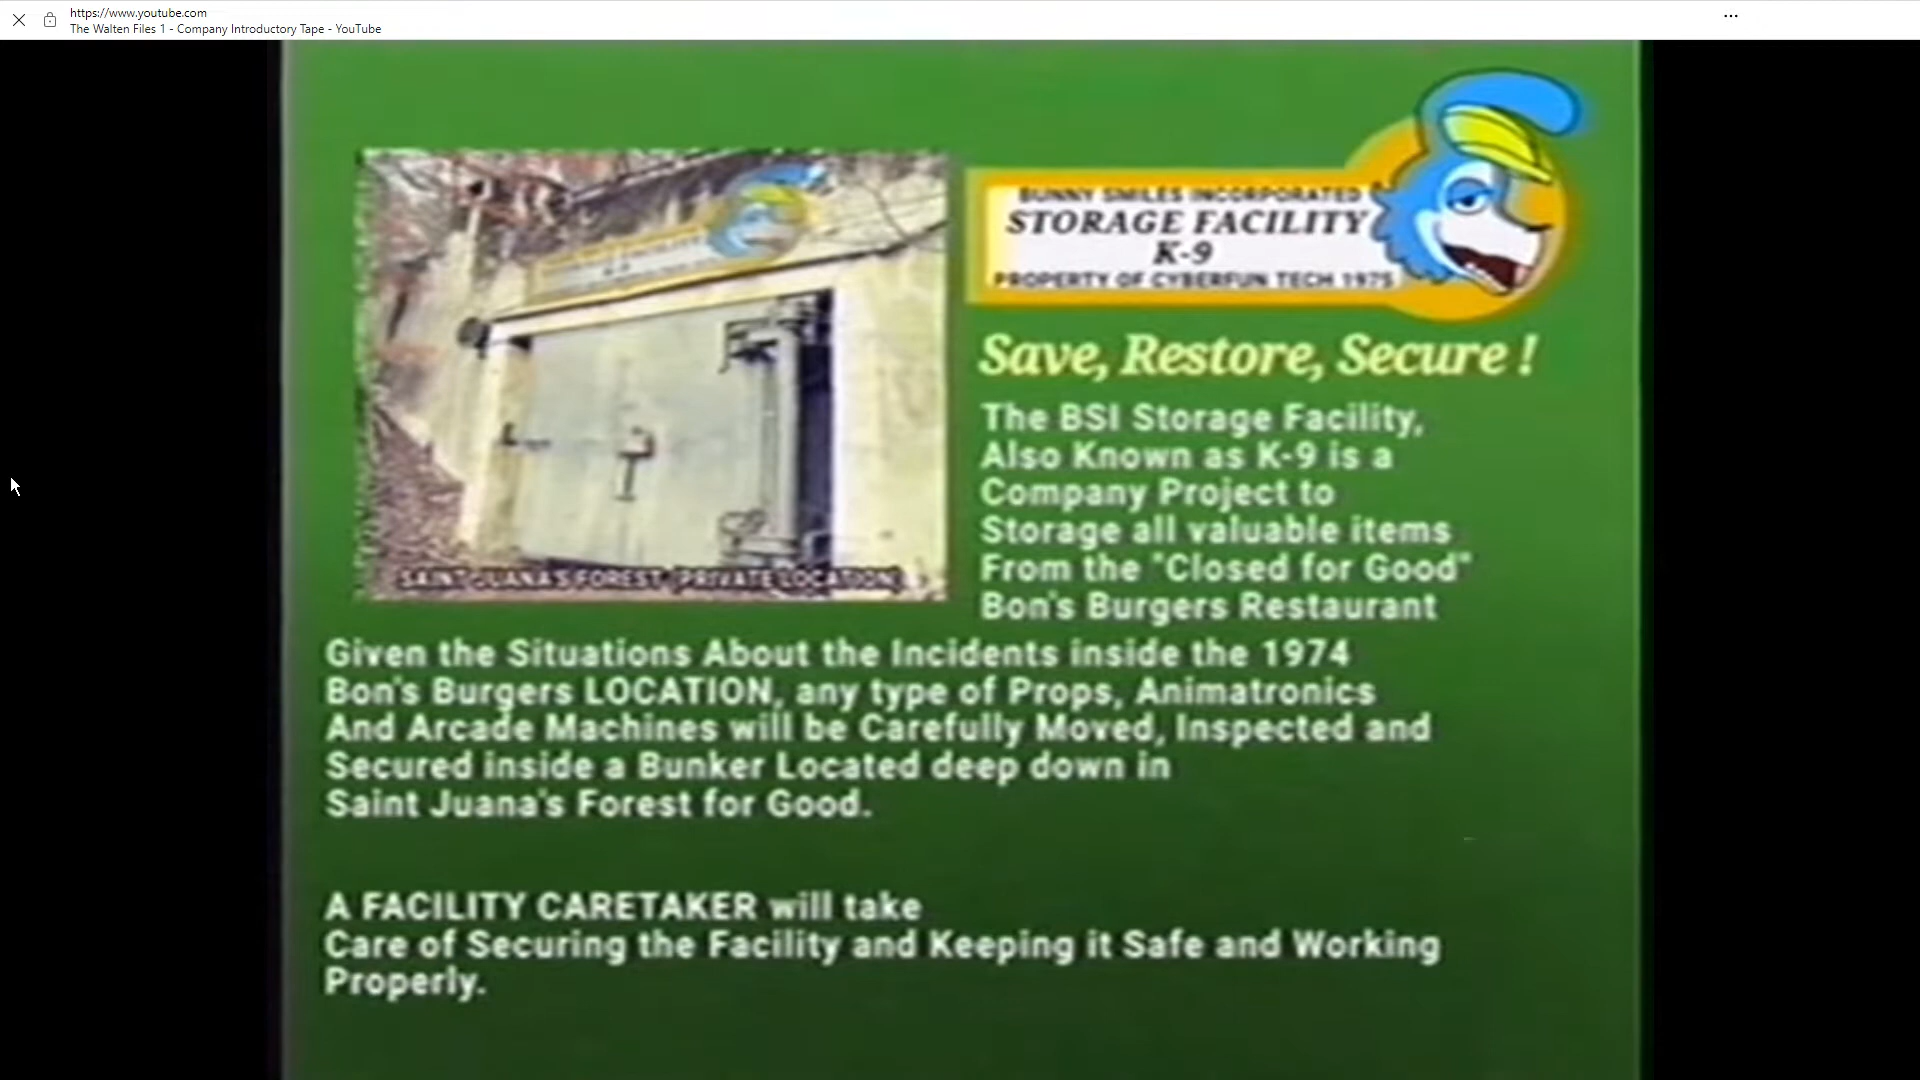 https://www.youtube.com
The Walten Files 1 - Company Introductory Tape - YouTube
BUNNY SMILES INCORPORATED
STORAGE FACILITY
K-9
PROPERTY OF CYBERFUN TECH 1975
Save, Restore, Secure !
The BSI Storage Facility,
Also Known as K-9 is a
Company Project to
Storage all valuable items
From the "Closed for Good"
Bon's Burgers Restaurant
SAINT JUANA'S FOREST (PRIVATE LOCATION)
Given the Situations About the Incidents inside the 1974
Bon's Burgers LOCATION, any type of Props, Animatronics
And Arcade Machines will be Carefully Moved, Inspected and
Secured inside a Bunker Located deep down in
Saint Juana's Forest for Good.
A FACILITY CARETAKER will take
Care of Securing the Facility and Keeping it Safe and Working
Properly.